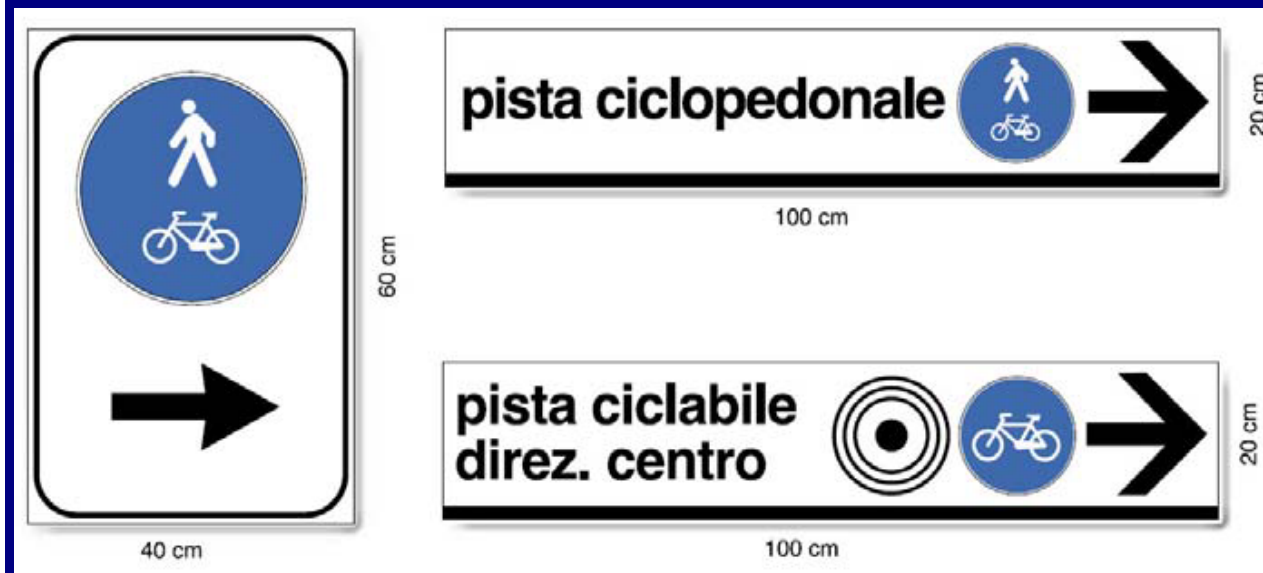 60 cm
40 cm
pista ciclopedonale
20 cm
100 cm
pista ciclabile
direz. centro
20 cm
100 cm